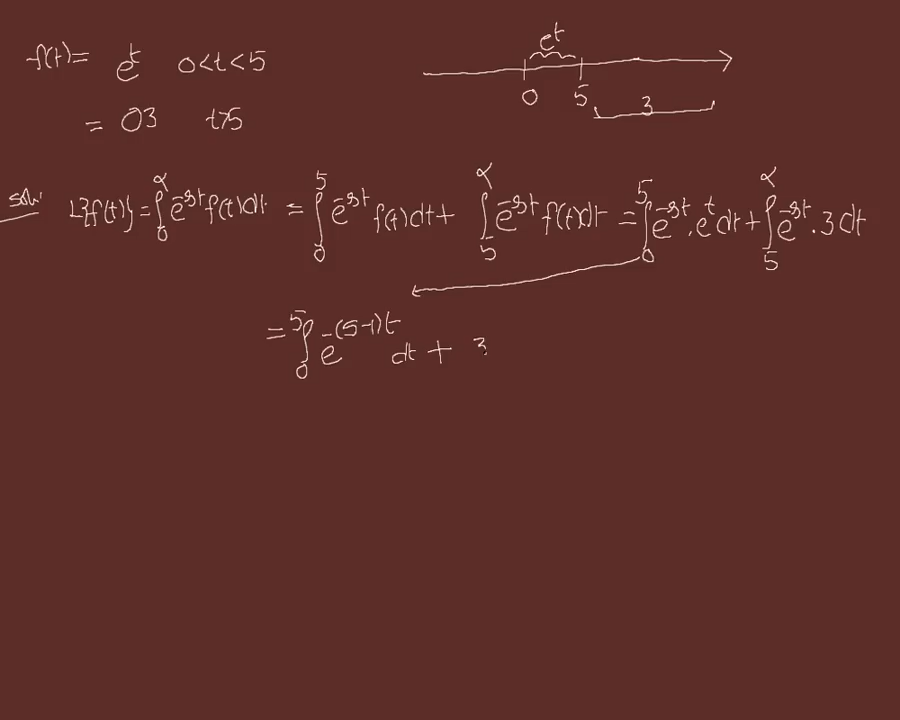 f(t) = e^t 0<t<5
e^t
= 03 t>5
0 5 3
Soln: L{f(t)} = ∫_0^∝ e^{-st} f(t) dt = ∫_0^5 e^{-st} f(t) dt + ∫_5^∝ e^{-st} f(t) dt = ∫_0^5 e^{-st} . e^t dt + ∫_5^∝ e^{-st} . 3 dt
= ∫_0^5 e^{-(s-1)t} dt + 3